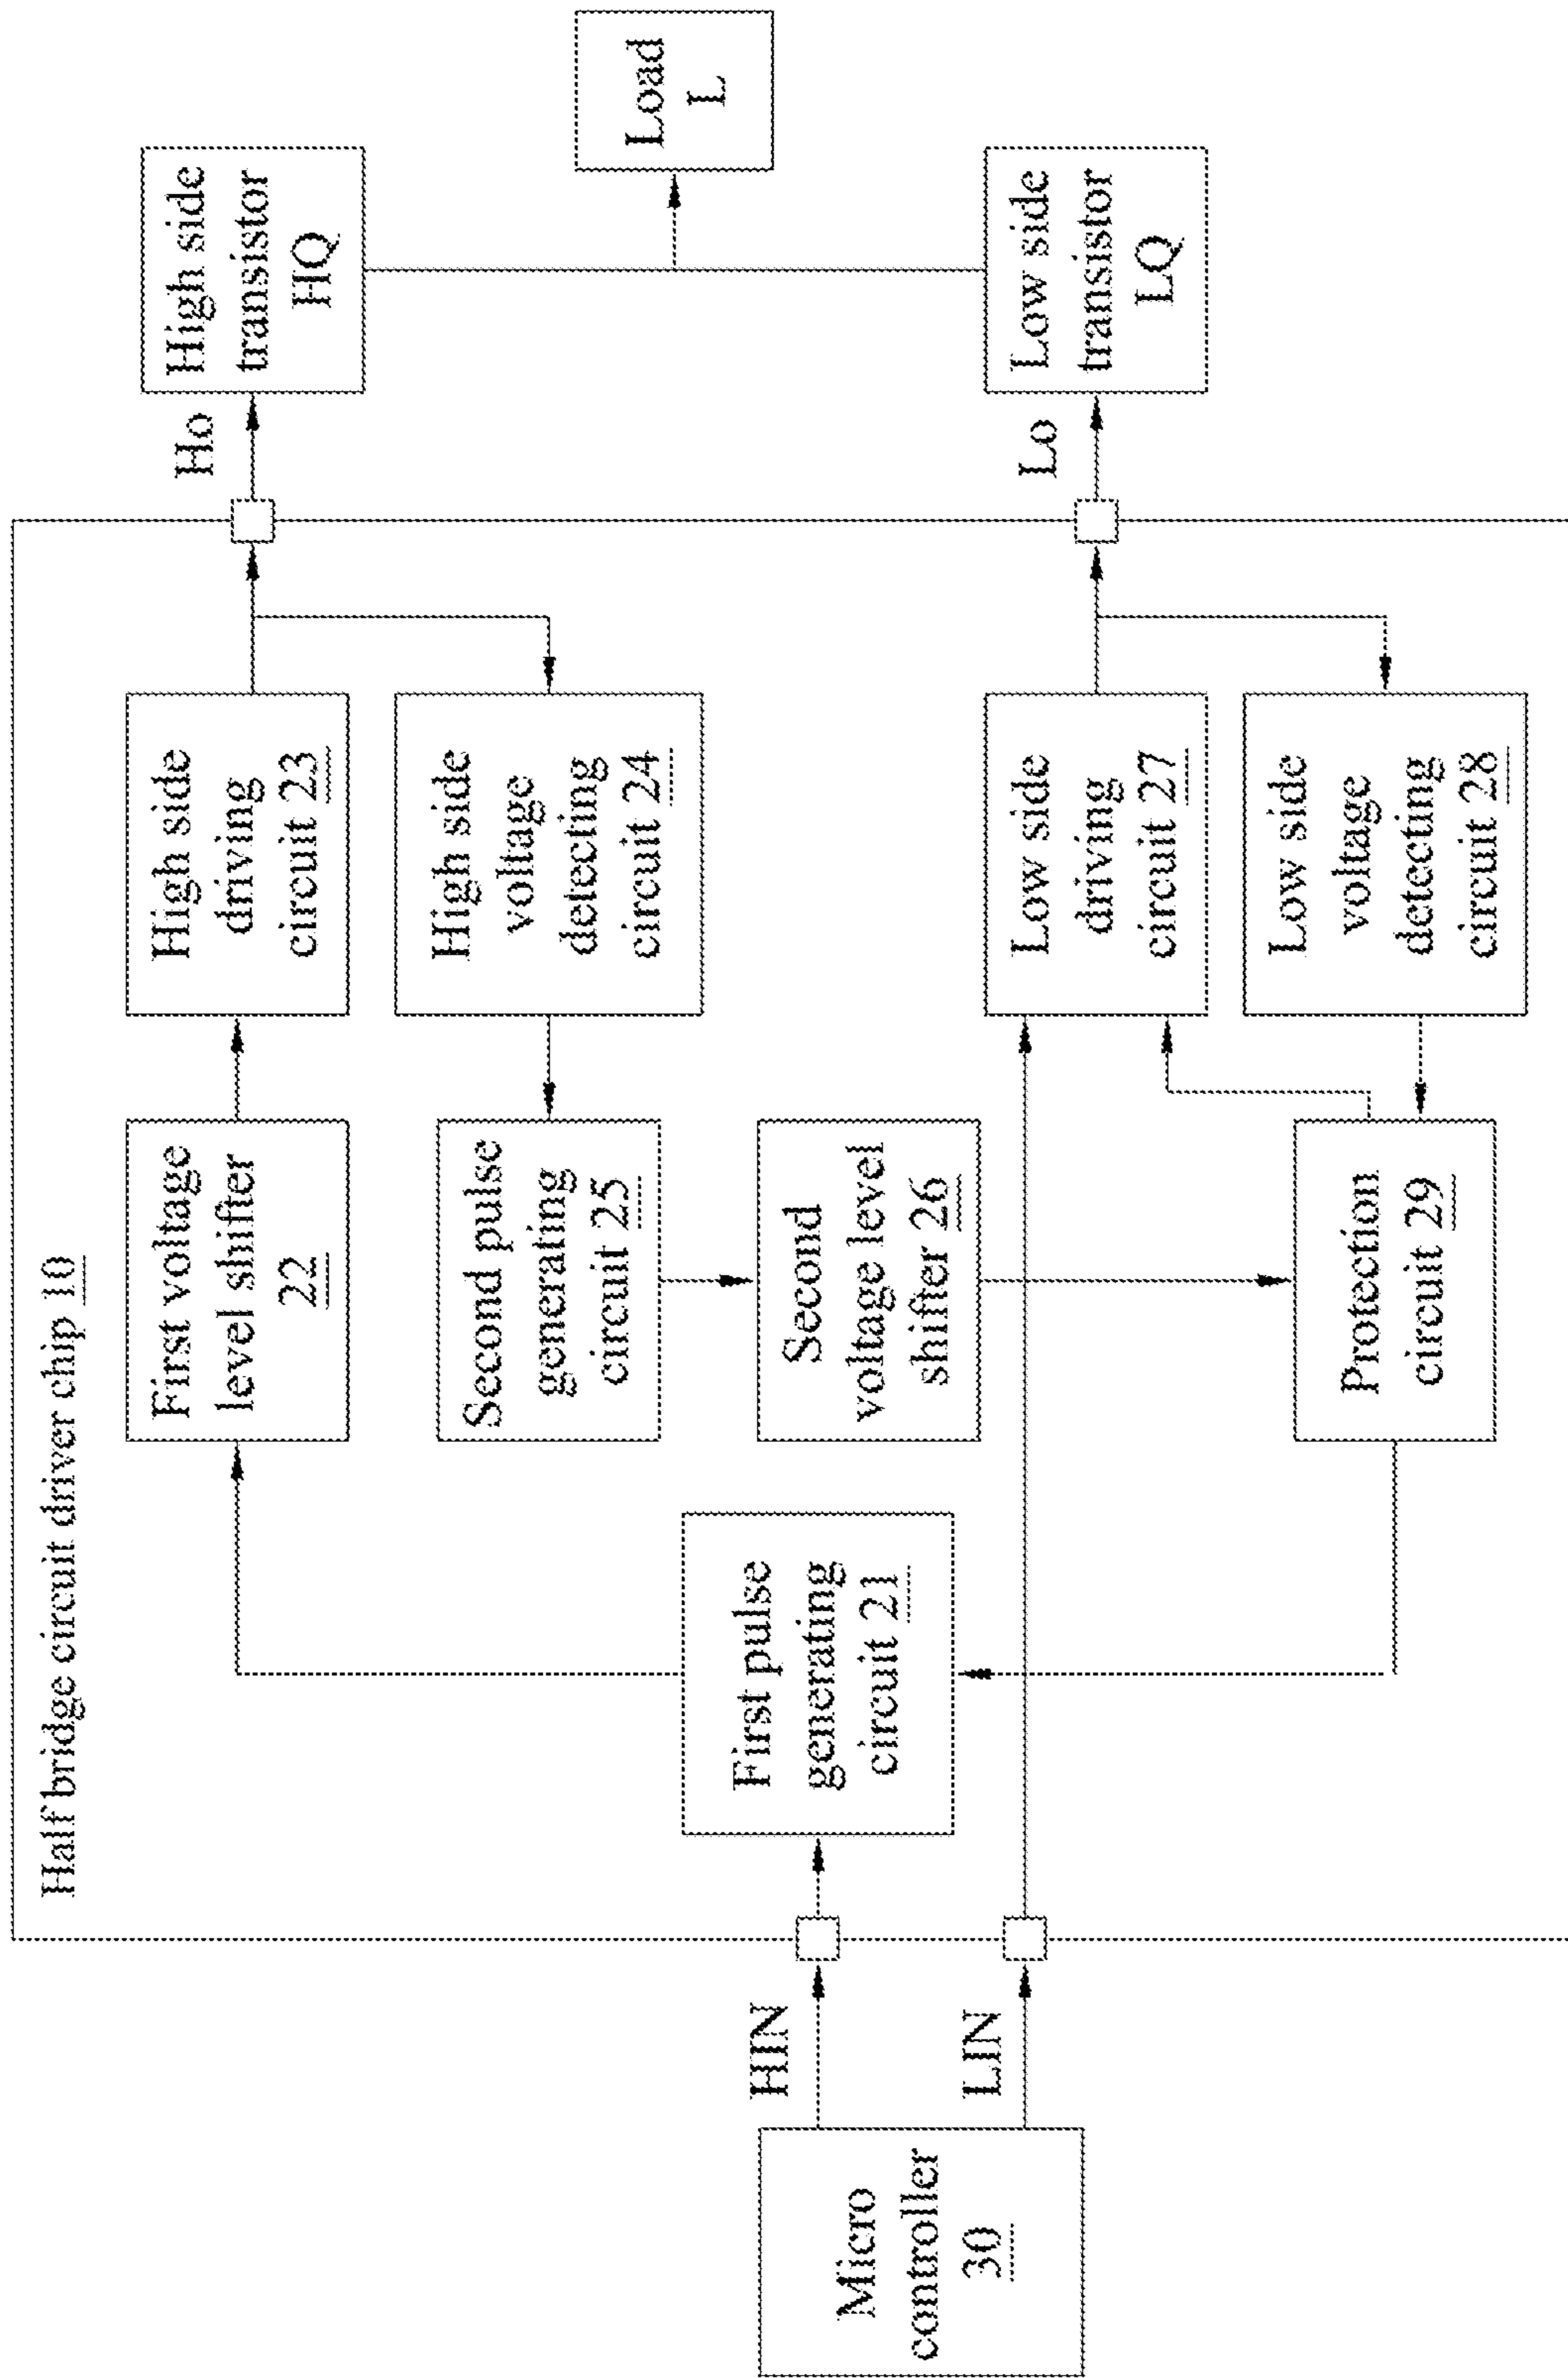 Half bridge circuit driver chip 10
Micro
controller
30
HIN
LIN
First pulse
generating
circuit 21
First voltage
level shifter
22
Second pulse
generating
circuit 25
Second
voltage level
shifter 26
Protection
circuit 29
High side
driving
circuit 23
High side
voltage
detecting
circuit 24
Low side
driving
circuit 27
Low side
voltage
detecting
circuit 28
Ho
Lo
High side
transistor
HQ
Low side
transistor
LQ
Load
L